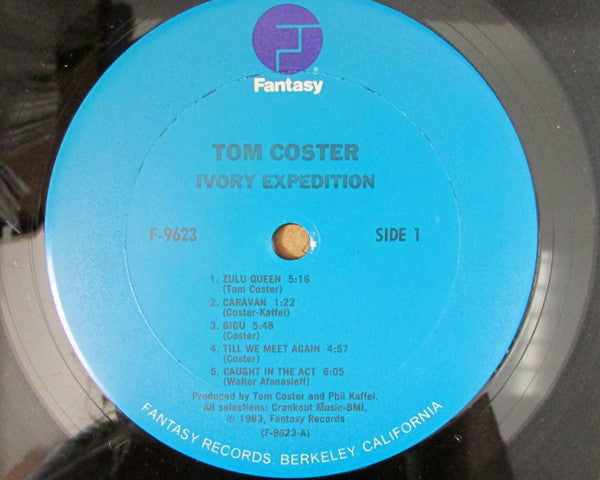 Fantasy
TOM COSTER
IVORY EXPEDITION
F-9623 SIDE 1
1. ZULU QUEEN 5:16
(Tom Coster)
2. CARAVAN 1:22
(Coster-Kaffel)
3. GIGU 5:48
(Coster)
4. TILL WE MEET AGAIN 4:57
(Coster)
5. CAUGHT IN THE ACT 6:05
(Walter Afanasieff)
Produced by Tom Coster and Phil Kaffel.
All selections: Crankout Music-BMI.
℗ 1983, Fantasy Records
(F-9623-A)
FANTASY RECORDS, BERKELEY, CALIFORNIA